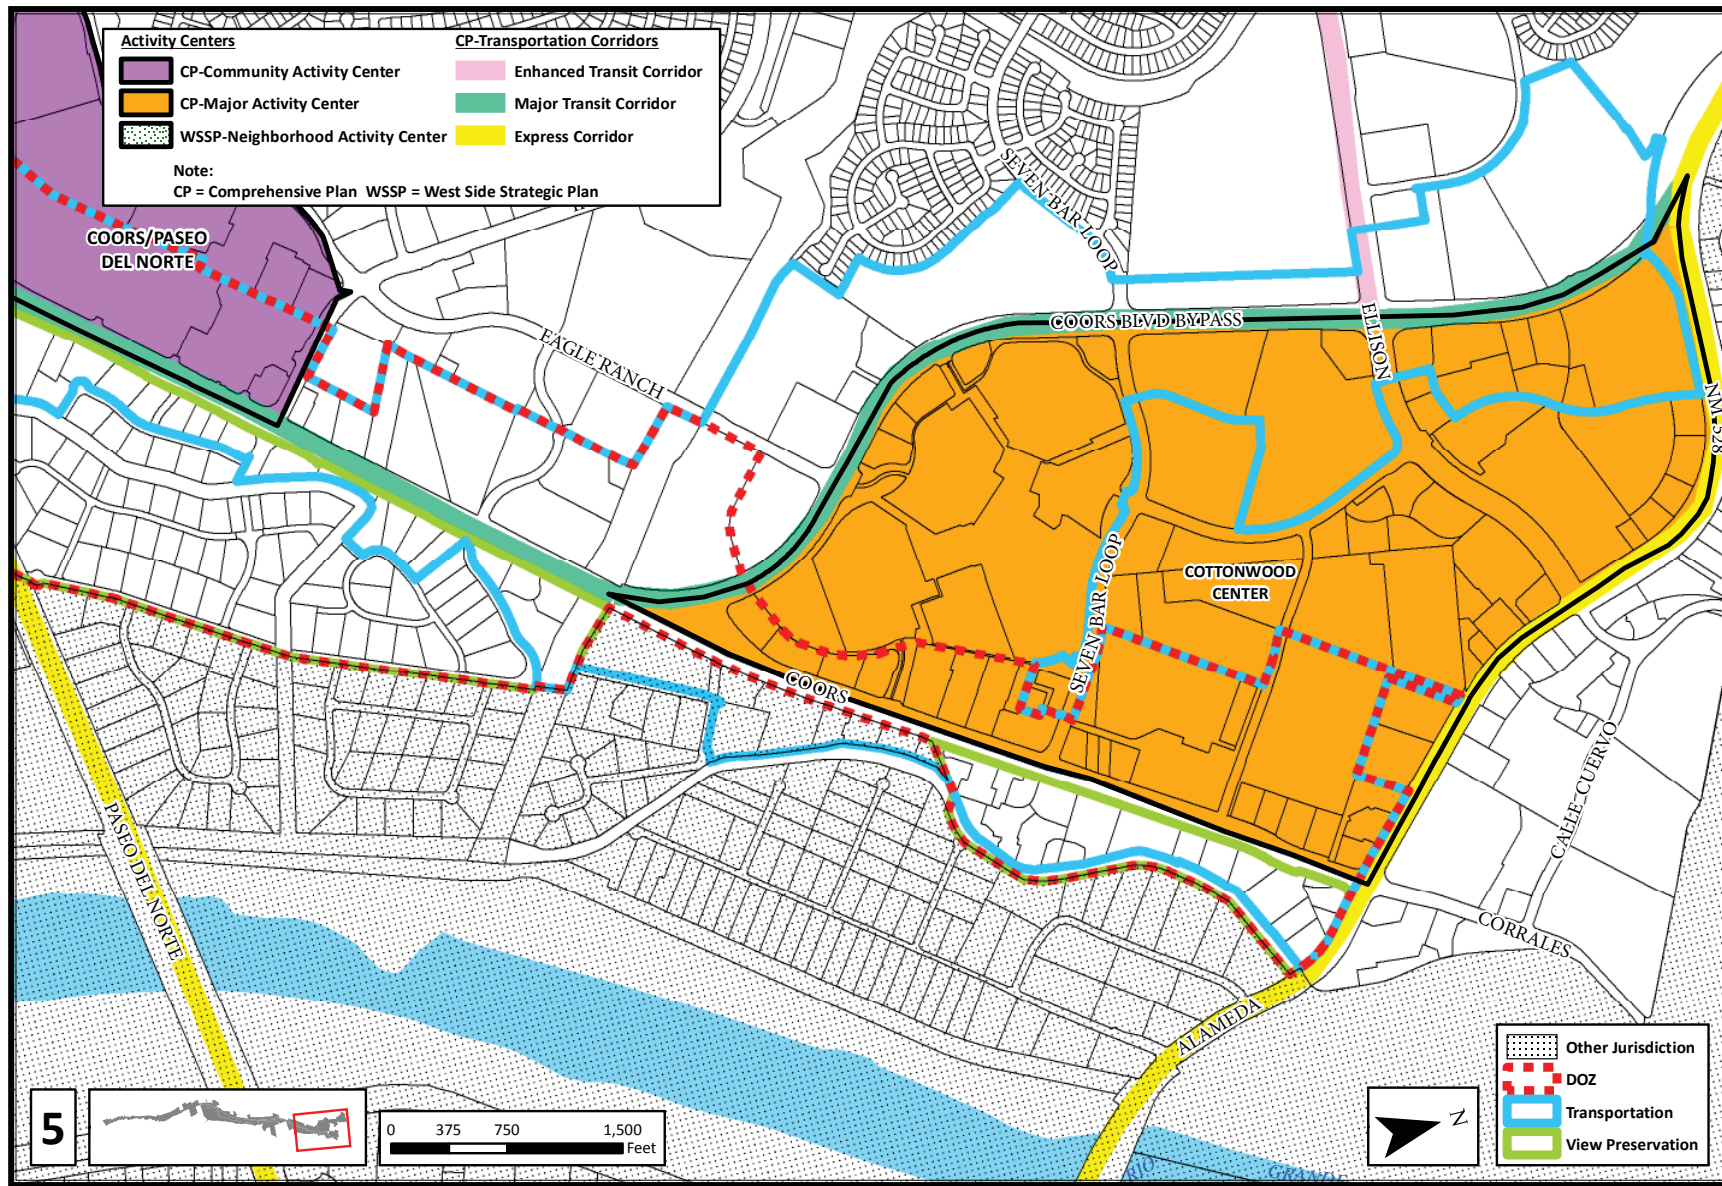 Activity Centers
CP-Community Activity Center
CP-Major Activity Center
WSSP-Neighborhood Activity Center
CP-Transportation Corridors
Enhanced Transit Corridor
Major Transit Corridor
Express Corridor
Note:
CP = Comprehensive Plan WSSP = West Side Strategic Plan
COORS/PASEO
DEL NORTE
SEVEN BAR LOOP
EAGLE RANCH
COORS BLVD BYPASS
ELLISON
NM 528
SEVEN BAR LOOP
COTTONWOOD
CENTER
COORS
PASEO DEL NORTE
CALLE CUERVO
CORRALES
ALAMEDA
RIO
GRANDE
5
0 375 750 1,500
Feet
N
Other Jurisdiction
DOZ
Transportation
View Preservation